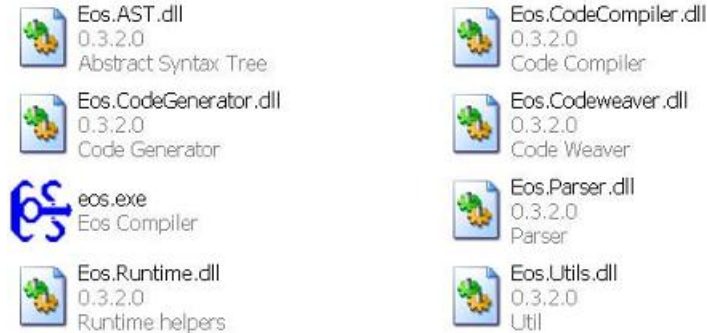 Eos.AST.dll
0.3.2.0
Abstract Syntax Tree
Eos.CodeCompiler.dll
0.3.2.0
Code Compiler
Eos.CodeGenerator.dll
0.3.2.0
Code Generator
Eos.Codeweaver.dll
0.3.2.0
Code Weaver
eos.exe
Eos Compiler
Eos.Parser.dll
0.3.2.0
Parser
Eos.Runtime.dll
0.3.2.0
Runtime helpers
Eos.Utils.dll
0.3.2.0
Util